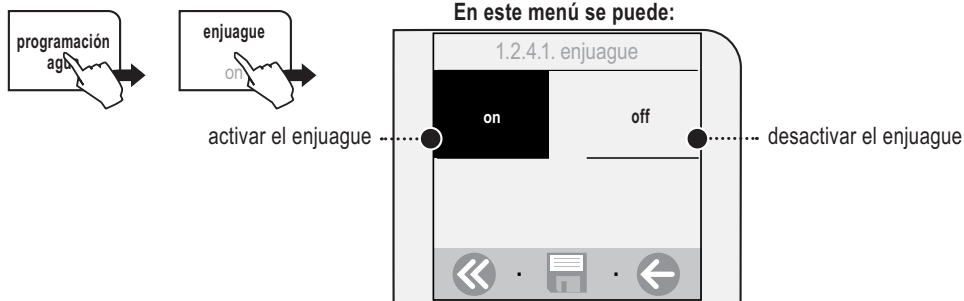 En este menú se puede:
programación
agua
enjuague
on
1.2.4.1. enjuague
on
off
activar el enjuague
desactivar el enjuague